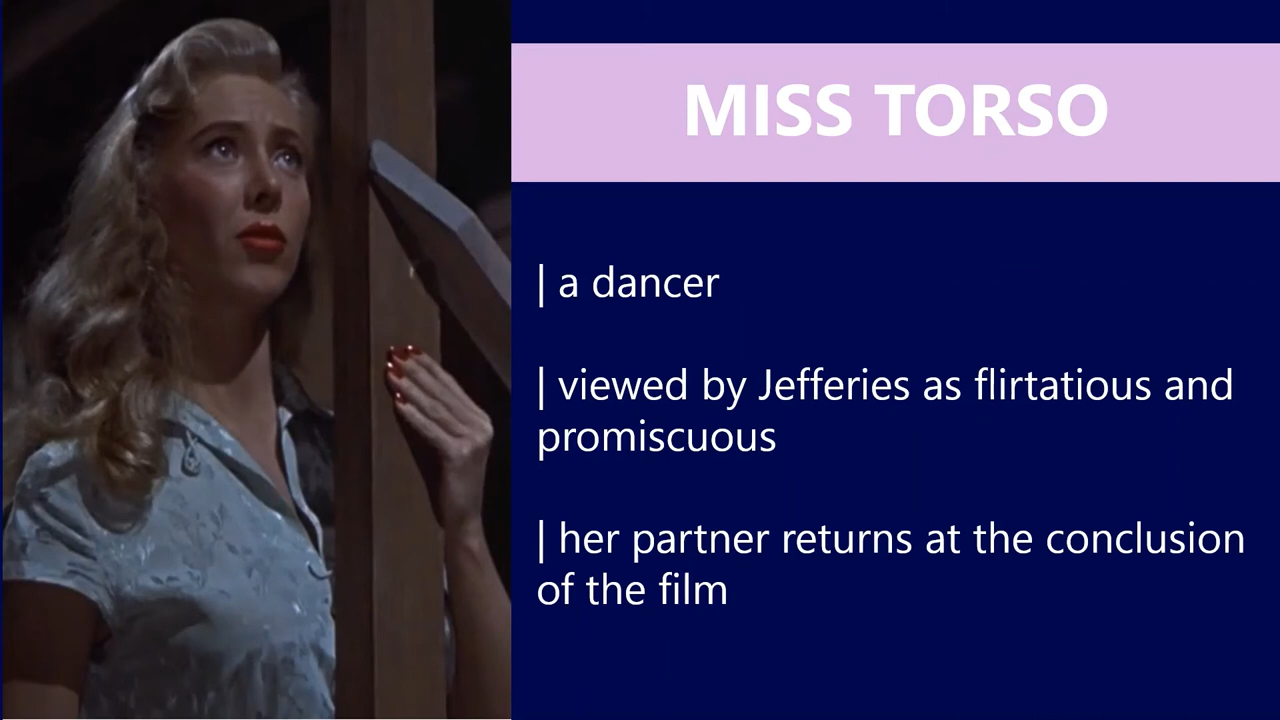 MISS TORSO
| a dancer
| viewed by Jefferies as flirtatious and
promiscuous
| her partner returns at the conclusion
of the film